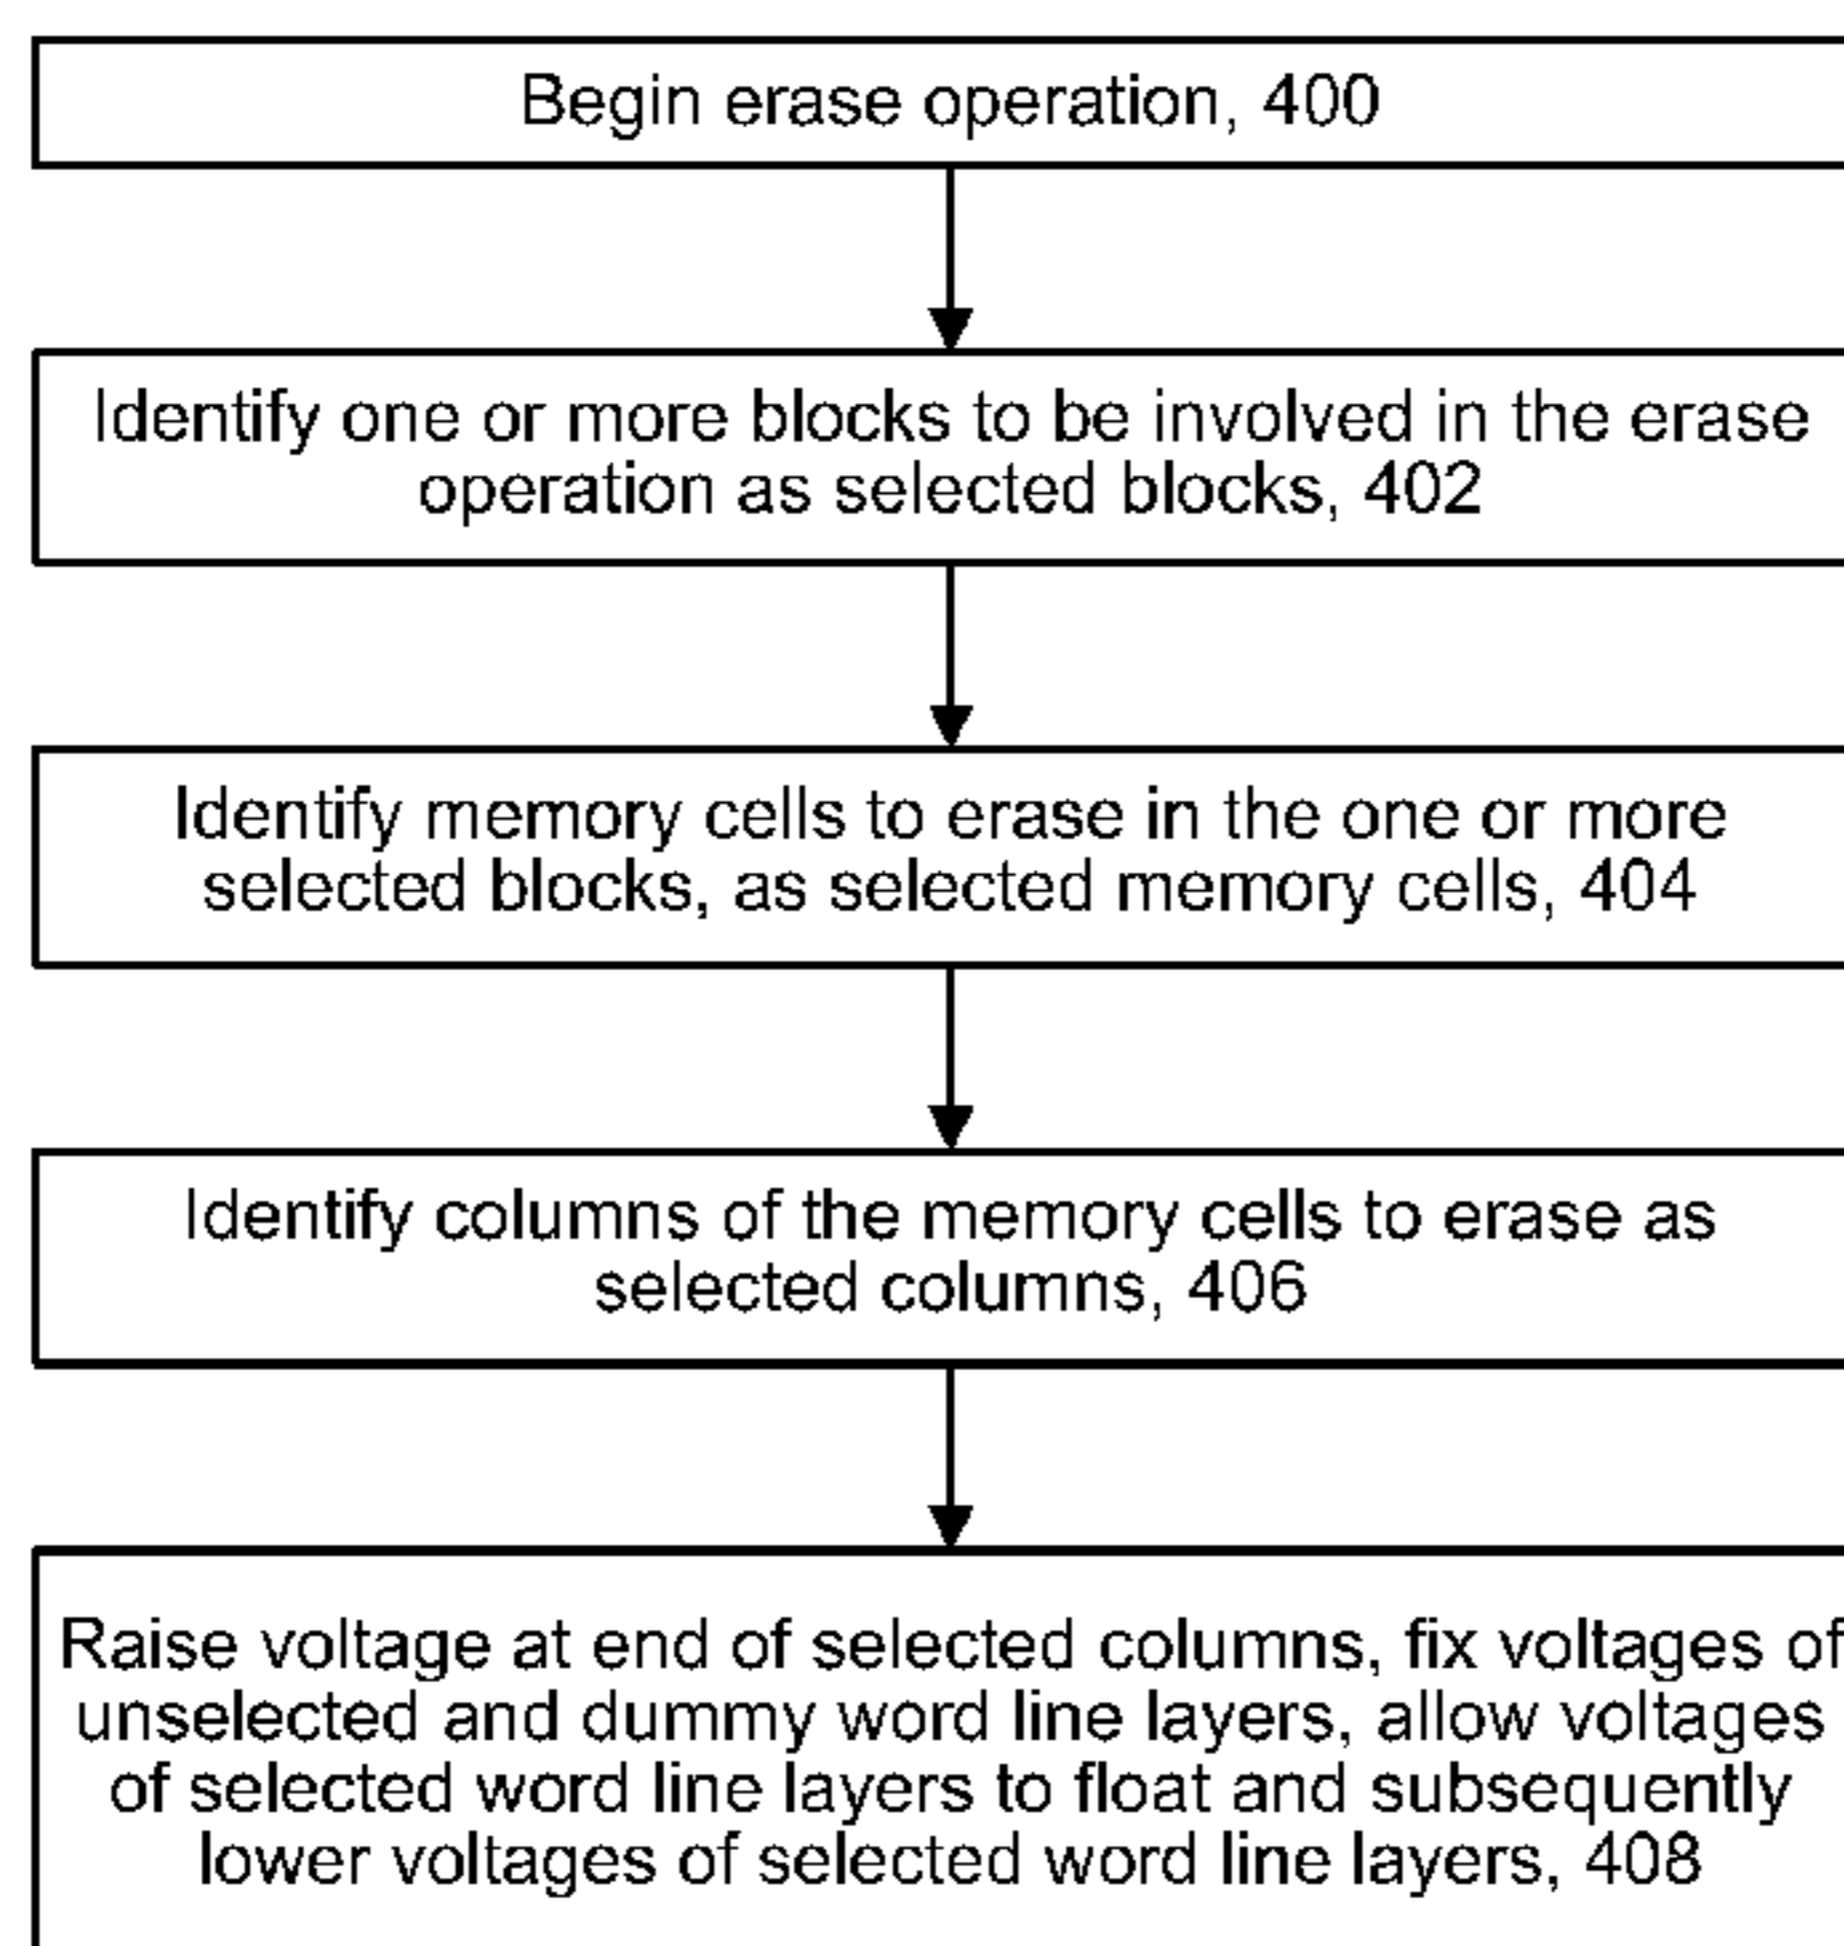 Begin erase operation, 400
Identify one or more blocks to be involved in the erase
operation as selected blocks, 402
Identify memory cells to erase in the one or more
selected blocks, as selected memory cells, 404
Identify columns of the memory cells to erase as
selected columns, 406
Raise voltage at end of selected columns, fix voltages of
unselected and dummy word line layers, allow voltages
of selected word line layers to float and subsequently
lower voltages of selected word line layers, 408